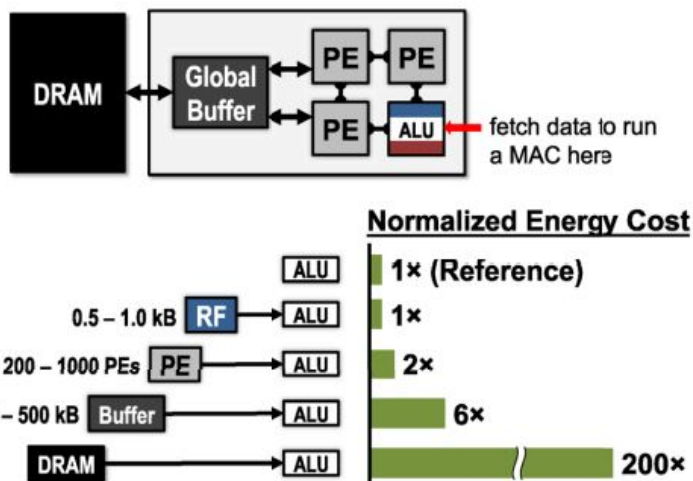 DRAM
Global
Buffer
PE
PE
PE
ALU
fetch data to run
a MAC here
Normalized Energy Cost
ALU
1× (Reference)
0.5 – 1.0 kB
RF
ALU
1×
200 – 1000 PEs
PE
ALU
2×
– 500 kB
Buffer
ALU
6×
DRAM
ALU
200×